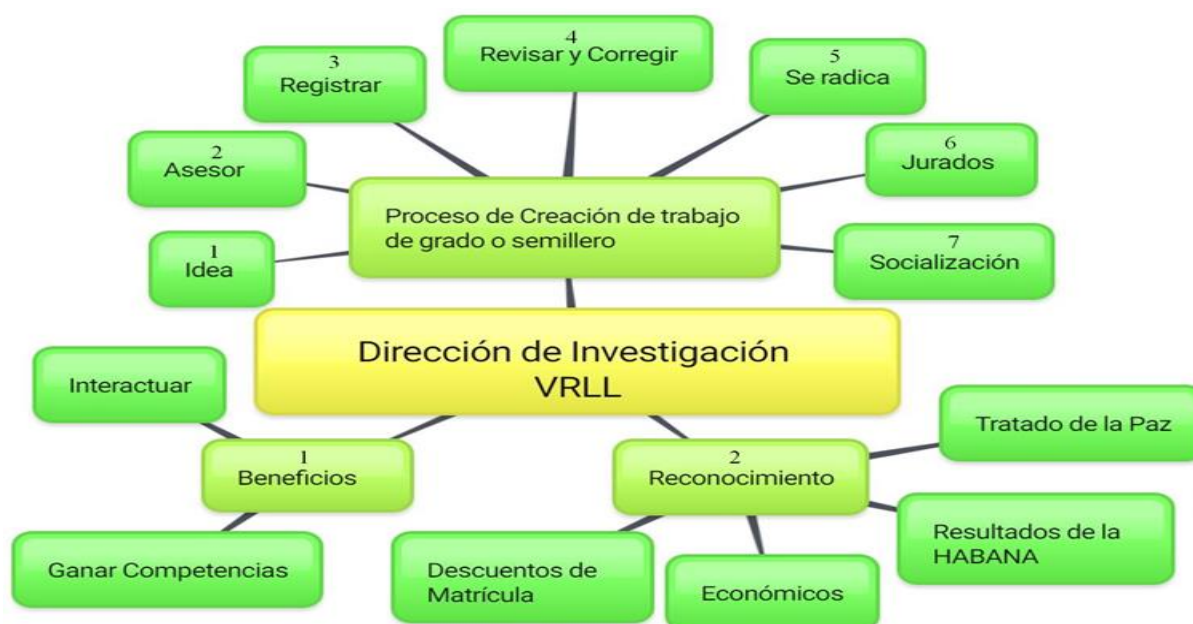 4
Revisar y Corregir
3
Registrar
5
Se radica
2
Asesor
6
Jurados
Proceso de Creación de trabajo
de grado o semillero
1
Idea
7
Socialización
Dirección de Investigación
VRLL
Interactuar
Tratado de la Paz
1
Beneficios
2
Reconocimiento
Resultados de la
HABANA
Ganar Competencias
Descuentos de
Matrícula
Económicos